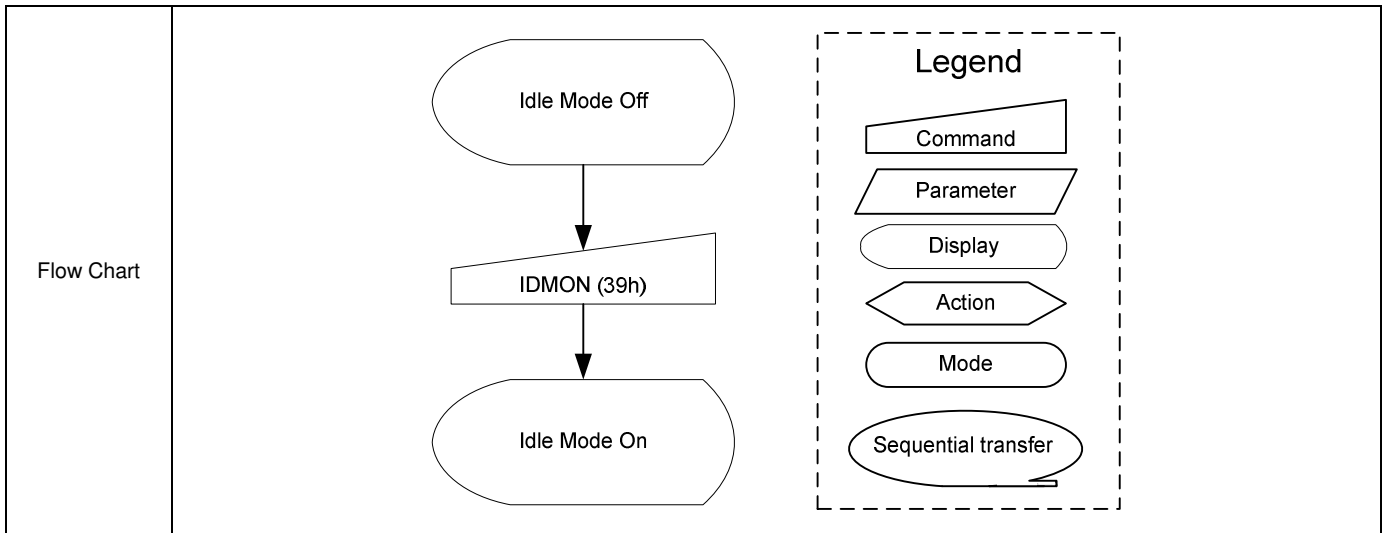 Flow Chart
Idle Mode Off
IDMON (39h)
Idle Mode On
Legend
Command
Parameter
Display
Action
Mode
Sequential transfer